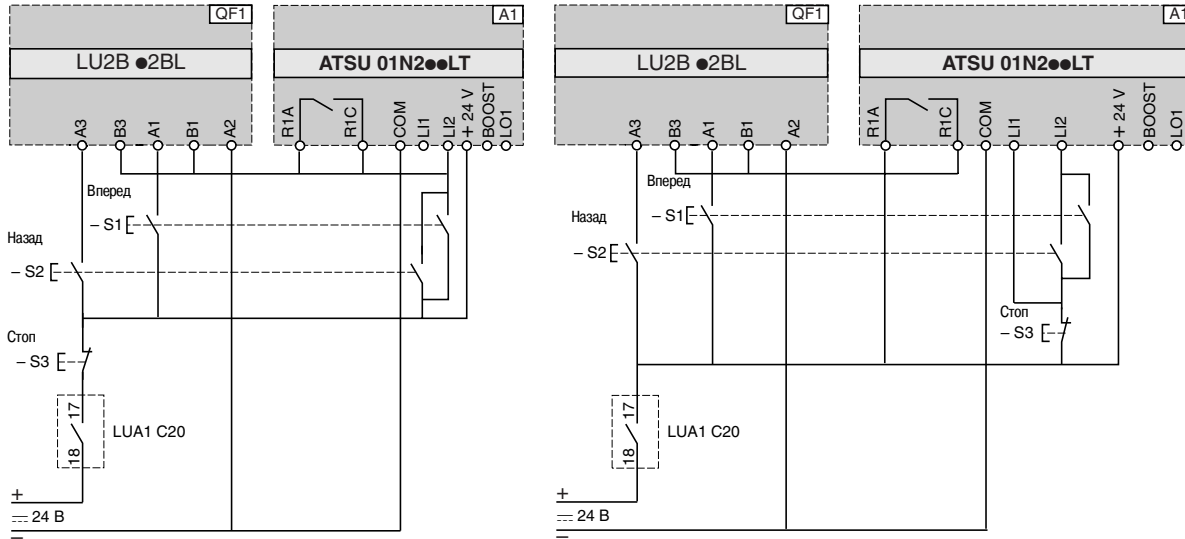 QF1
A1
LU2B ●2BL
ATSU 01N2●●LT
A3
B3
A1
B1
A2
R1A
R1C
COM
LI1
LI2
+ 24 V
BOOST
LO1
Вперед
– S1
Назад
– S2
Стоп
– S3
17
18
LUA1 C20
+
24 В
–
QF1
A1
LU2B ●2BL
ATSU 01N2●●LT
A3
B3
A1
B1
A2
R1A
R1C
COM
LI1
LI2
+ 24 V
BOOST
LO1
Вперед
– S1
Назад
– S2
Стоп
– S3
17
18
LUA1 C20
+
24 В
–